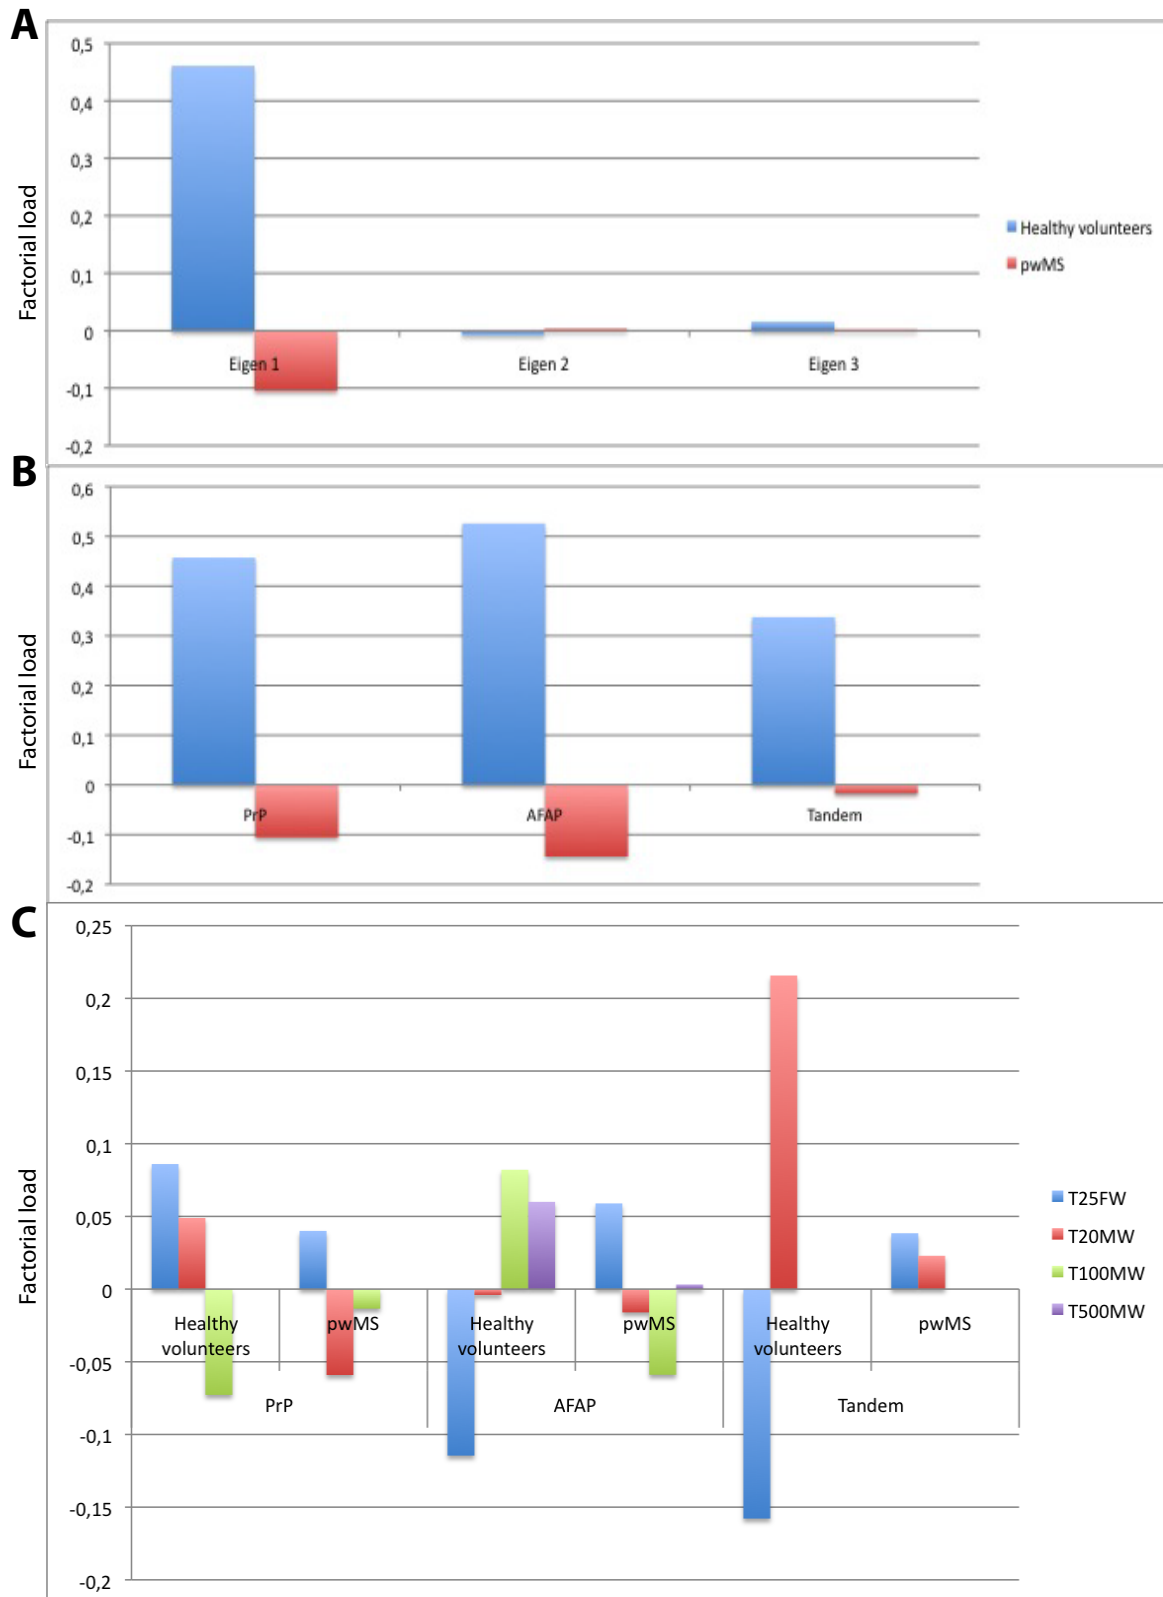 A
0,5
0,4
0,3
0,2
0,1
0
-0,1
-0,2
Factorial load
Eigen 1
Eigen 2
Eigen 3
Healthy volunteers
pwMS
B
0,6
0,5
0,4
0,3
0,2
0,1
0
-0,1
-0,2
Factorial load
PrP
AFAP
Tandem
C
0,25
0,2
0,15
0,1
0,05
0
-0,05
-0,1
-0,15
-0,2
Factorial load
Healthy
volunteers
pwMS
Healthy
volunteers
pwMS
Healthy
volunteers
pwMS
PrP
AFAP
Tandem
T25FW
T20MW
T100MW
T500MW